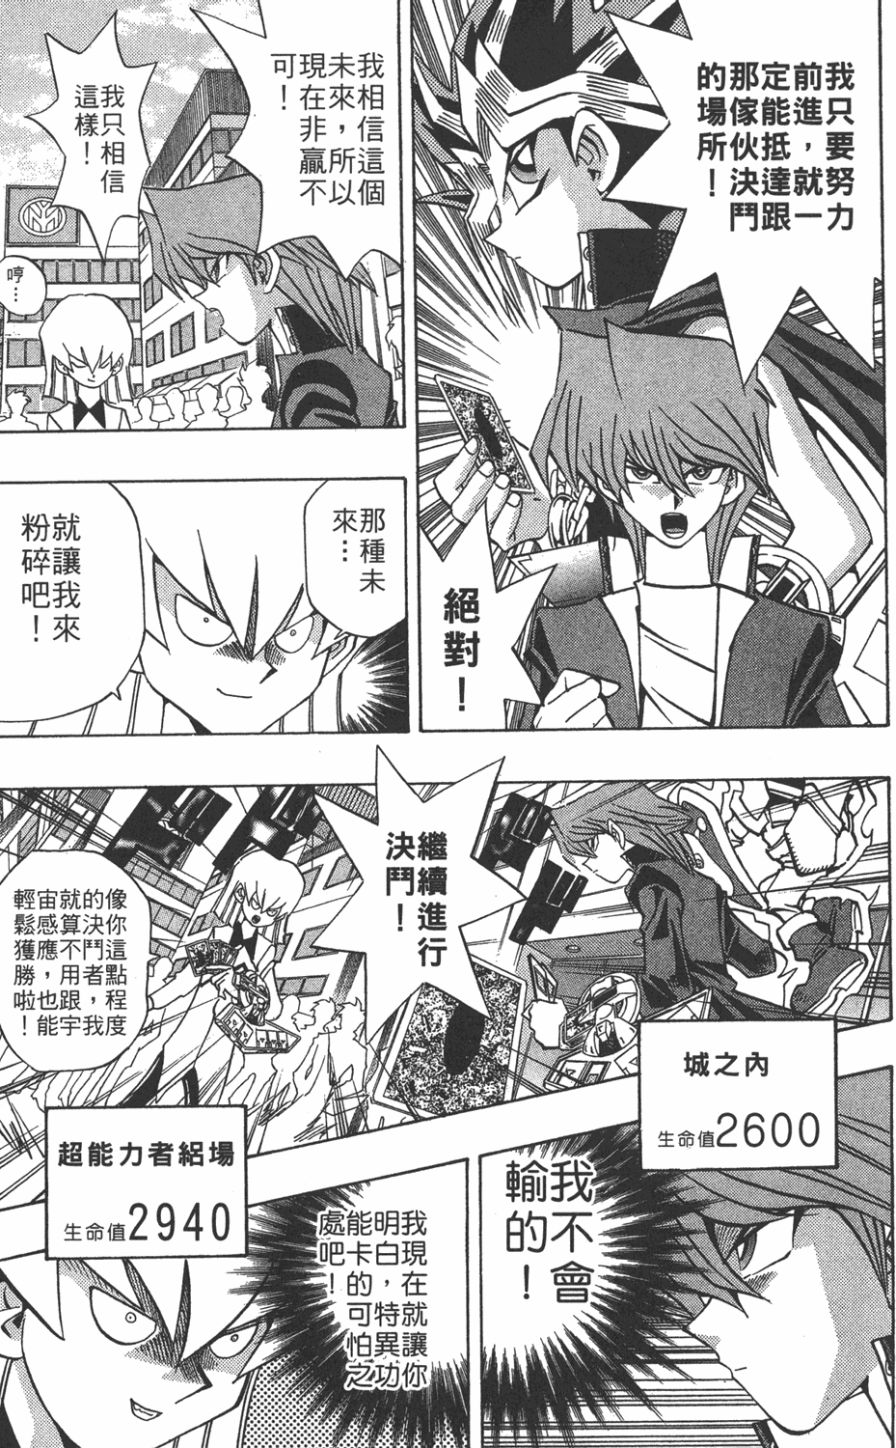 我只要努力
前進，就一
定能抵達跟
那傢伙決鬥
的場所！
絕對！
我相信這個
未來，所以
現在非贏不
可！
我只相信
這樣！
哼…
那種未
來…
就讓我來
粉碎吧！
繼續進行
決鬥！
像你這點程度
的決鬥者，我
就算不用跟宇
宙感應，也能
輕鬆獲勝啦！
城之內
生命值2600
超能力者絽場
生命值2940
我不會
輸的！
我現在就讓你
明白，特異功
能卡的可怕之
處吧！